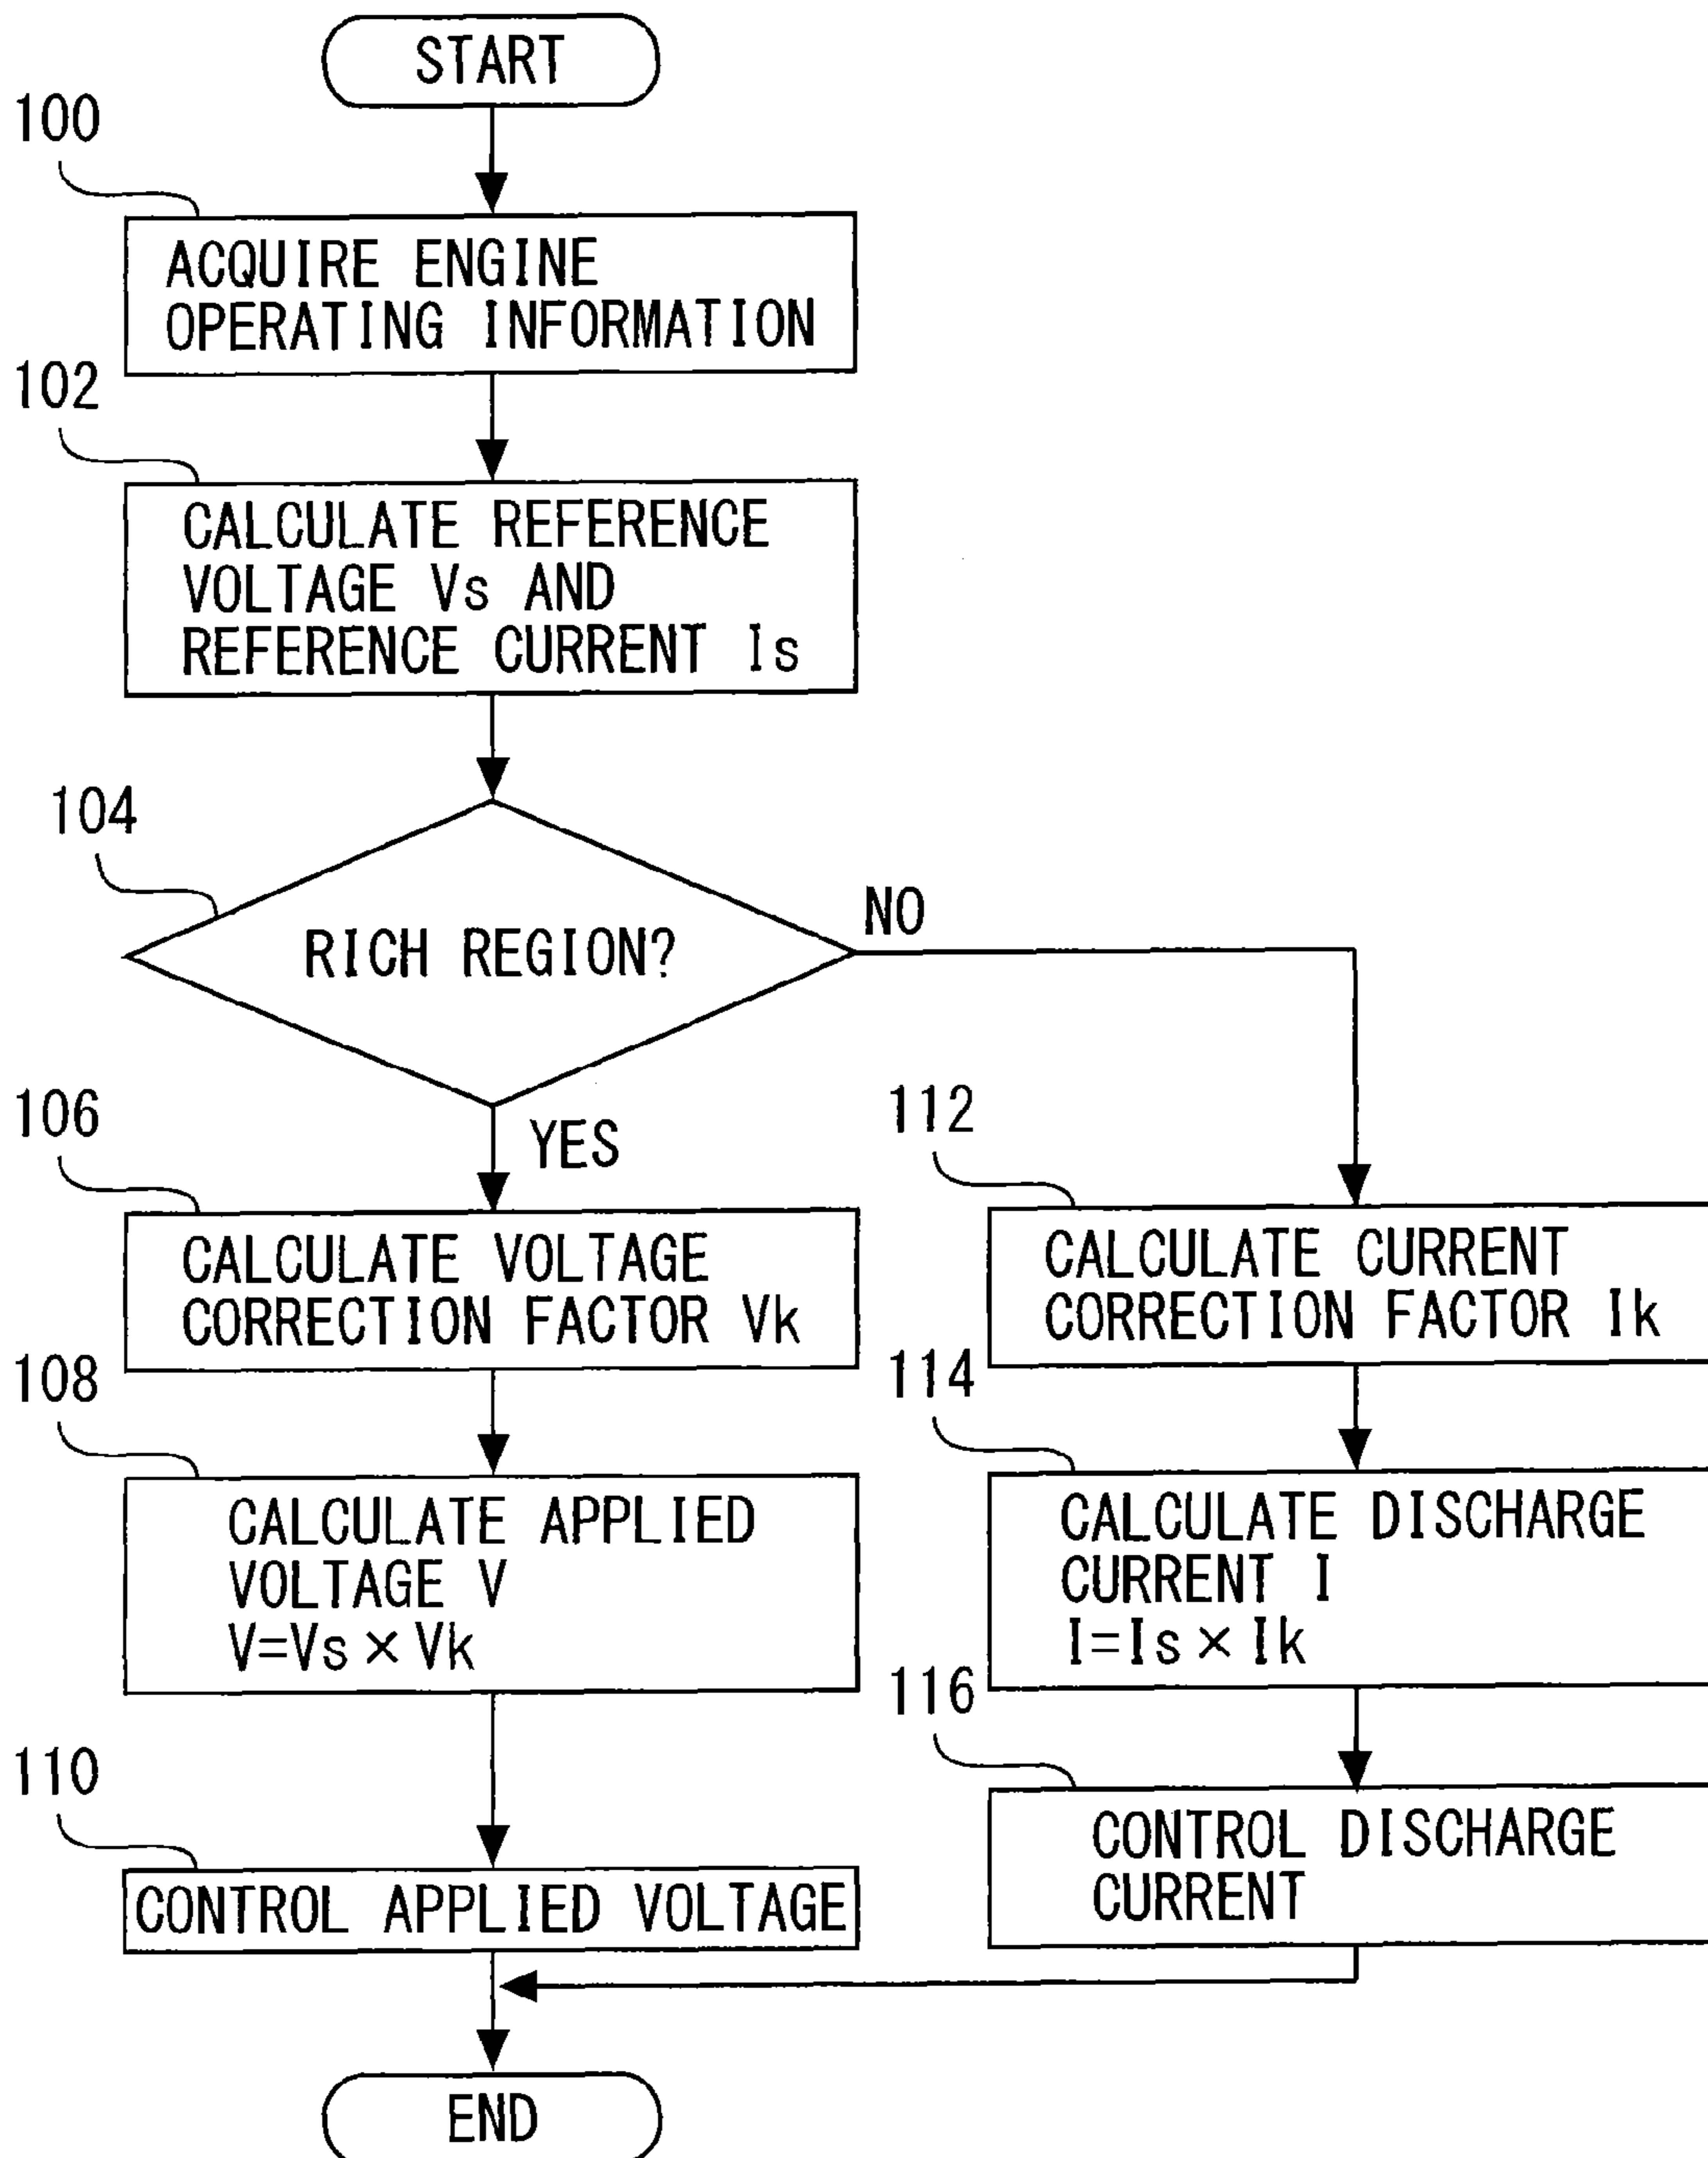 START
100
ACQUIRE ENGINE
OPERATING INFORMATION
102
CALCULATE REFERENCE
VOLTAGE Vs AND
REFERENCE CURRENT Is
104
RICH REGION?
NO
YES
106
CALCULATE VOLTAGE
CORRECTION FACTOR Vk
108
CALCULATE APPLIED
VOLTAGE V
V=Vs×Vk
110
CONTROL APPLIED VOLTAGE
112
CALCULATE CURRENT
CORRECTION FACTOR Ik
114
CALCULATE DISCHARGE
CURRENT I
I=Is×Ik
116
CONTROL DISCHARGE
CURRENT
END